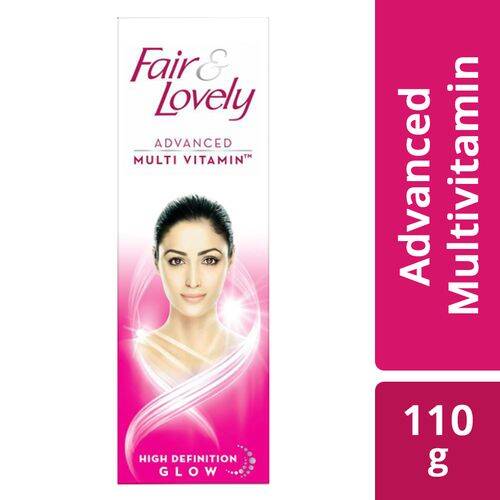 Fair &
Lovely
ADVANCED
MULTI VITAMIN™
HIGH DEFINITION
GLOW
Advanced
Multivitamin
110
g